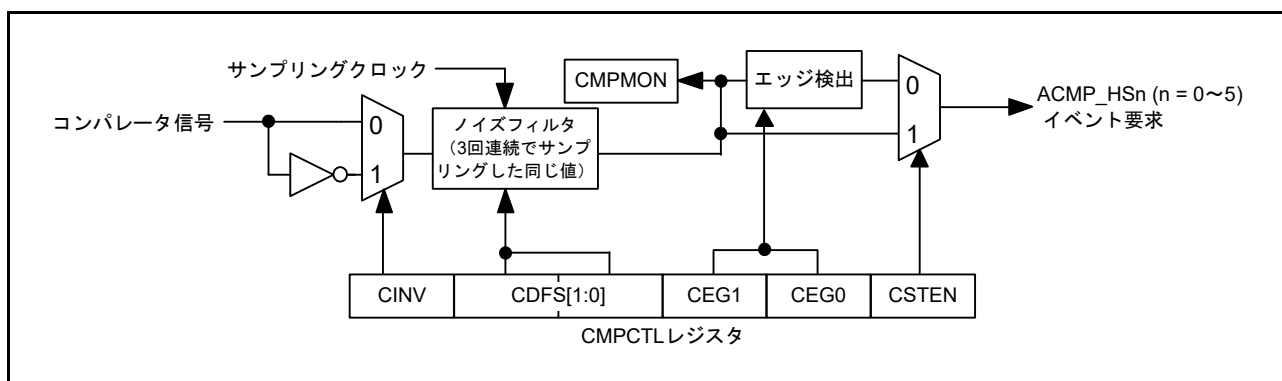 サンプリングクロック
CMPMON
エッジ検出
0
ACMP_HSn (n = 0～5)
イベント要求
コンパレータ信号
0
ノイズフィルタ
（3回連続でサンプ
リングした同じ値）
1
1
CINV
CDFS[1:0]
CEG1
CEG0
CSTEN
CMPCTLレジスタ